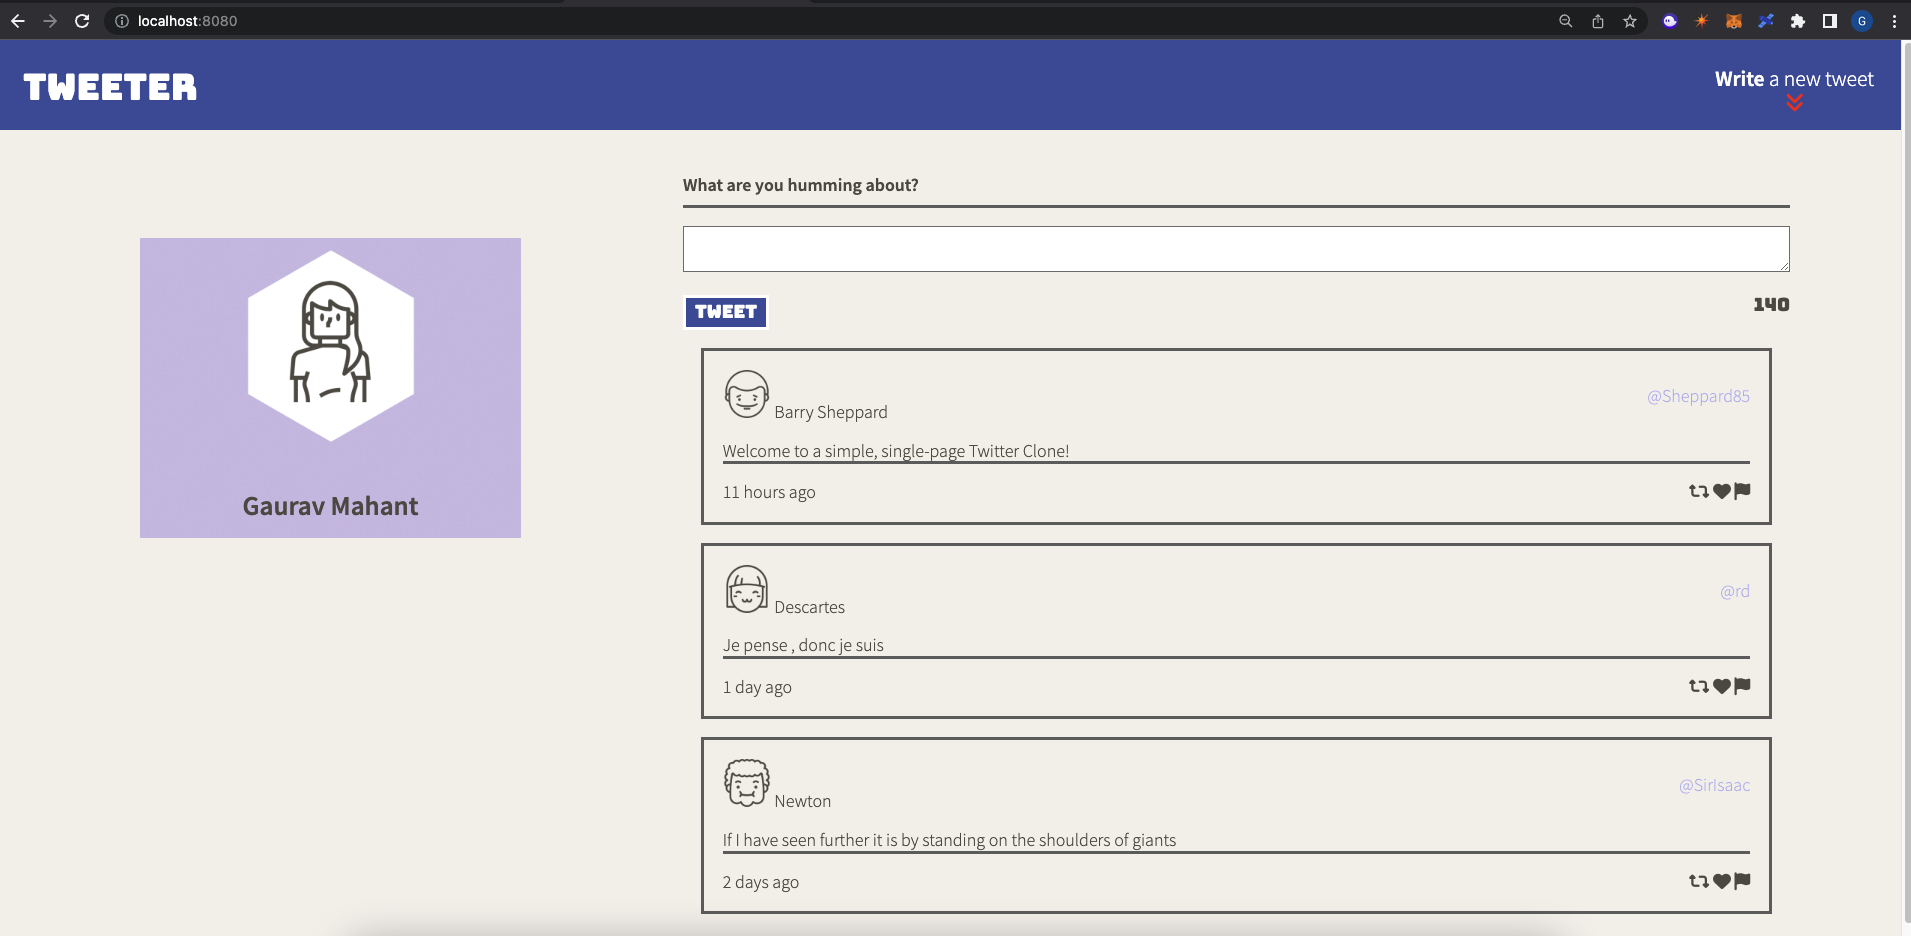 localhost:8080
G
TWEETER
Write a new tweet
What are you humming about?
TWEET
140
Gaurav Mahant
Barry Sheppard
@Sheppard85
Welcome to a simple, single-page Twitter Clone!
11 hours ago
Descartes
@rd
Je pense , donc je suis
1 day ago
Newton
@SirIsaac
If I have seen further it is by standing on the shoulders of giants
2 days ago